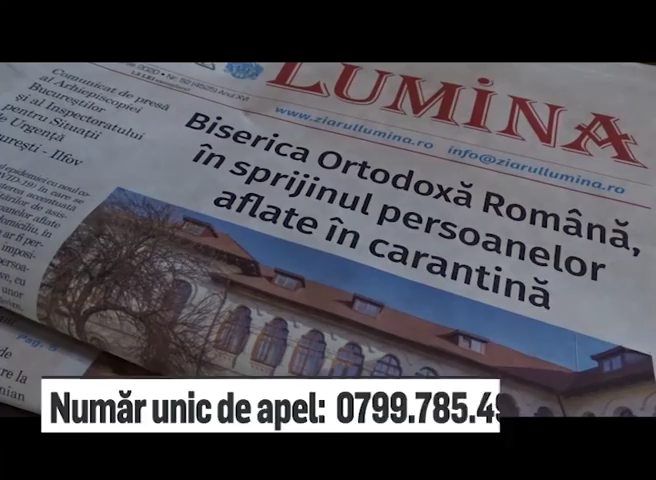 LUMINA
2020 • Nr.
www.ziarullumina.ro info@ziarullumina.ro
Comunicat de presă
al Arhiepiscopiei
Bucureștilor
și al Inspectoratului
pentru Situații
de Urgență
București - Ilfov
Biserica Ortodoxă Română,
în sprijinul persoanelor
aflate în carantină
Număr unic de apel: 0799.785.4